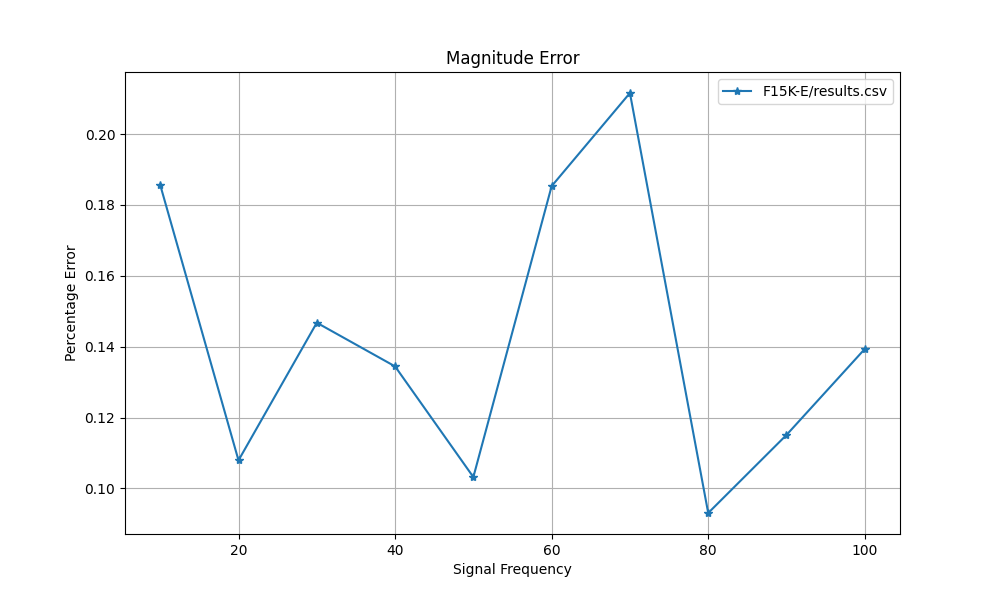 Magnitude Error
F15K-E/results.csv
Percentage Error
0.20
0.18
0.16
0.14
0.12
0.10
20 40 60 80 100
Signal Frequency